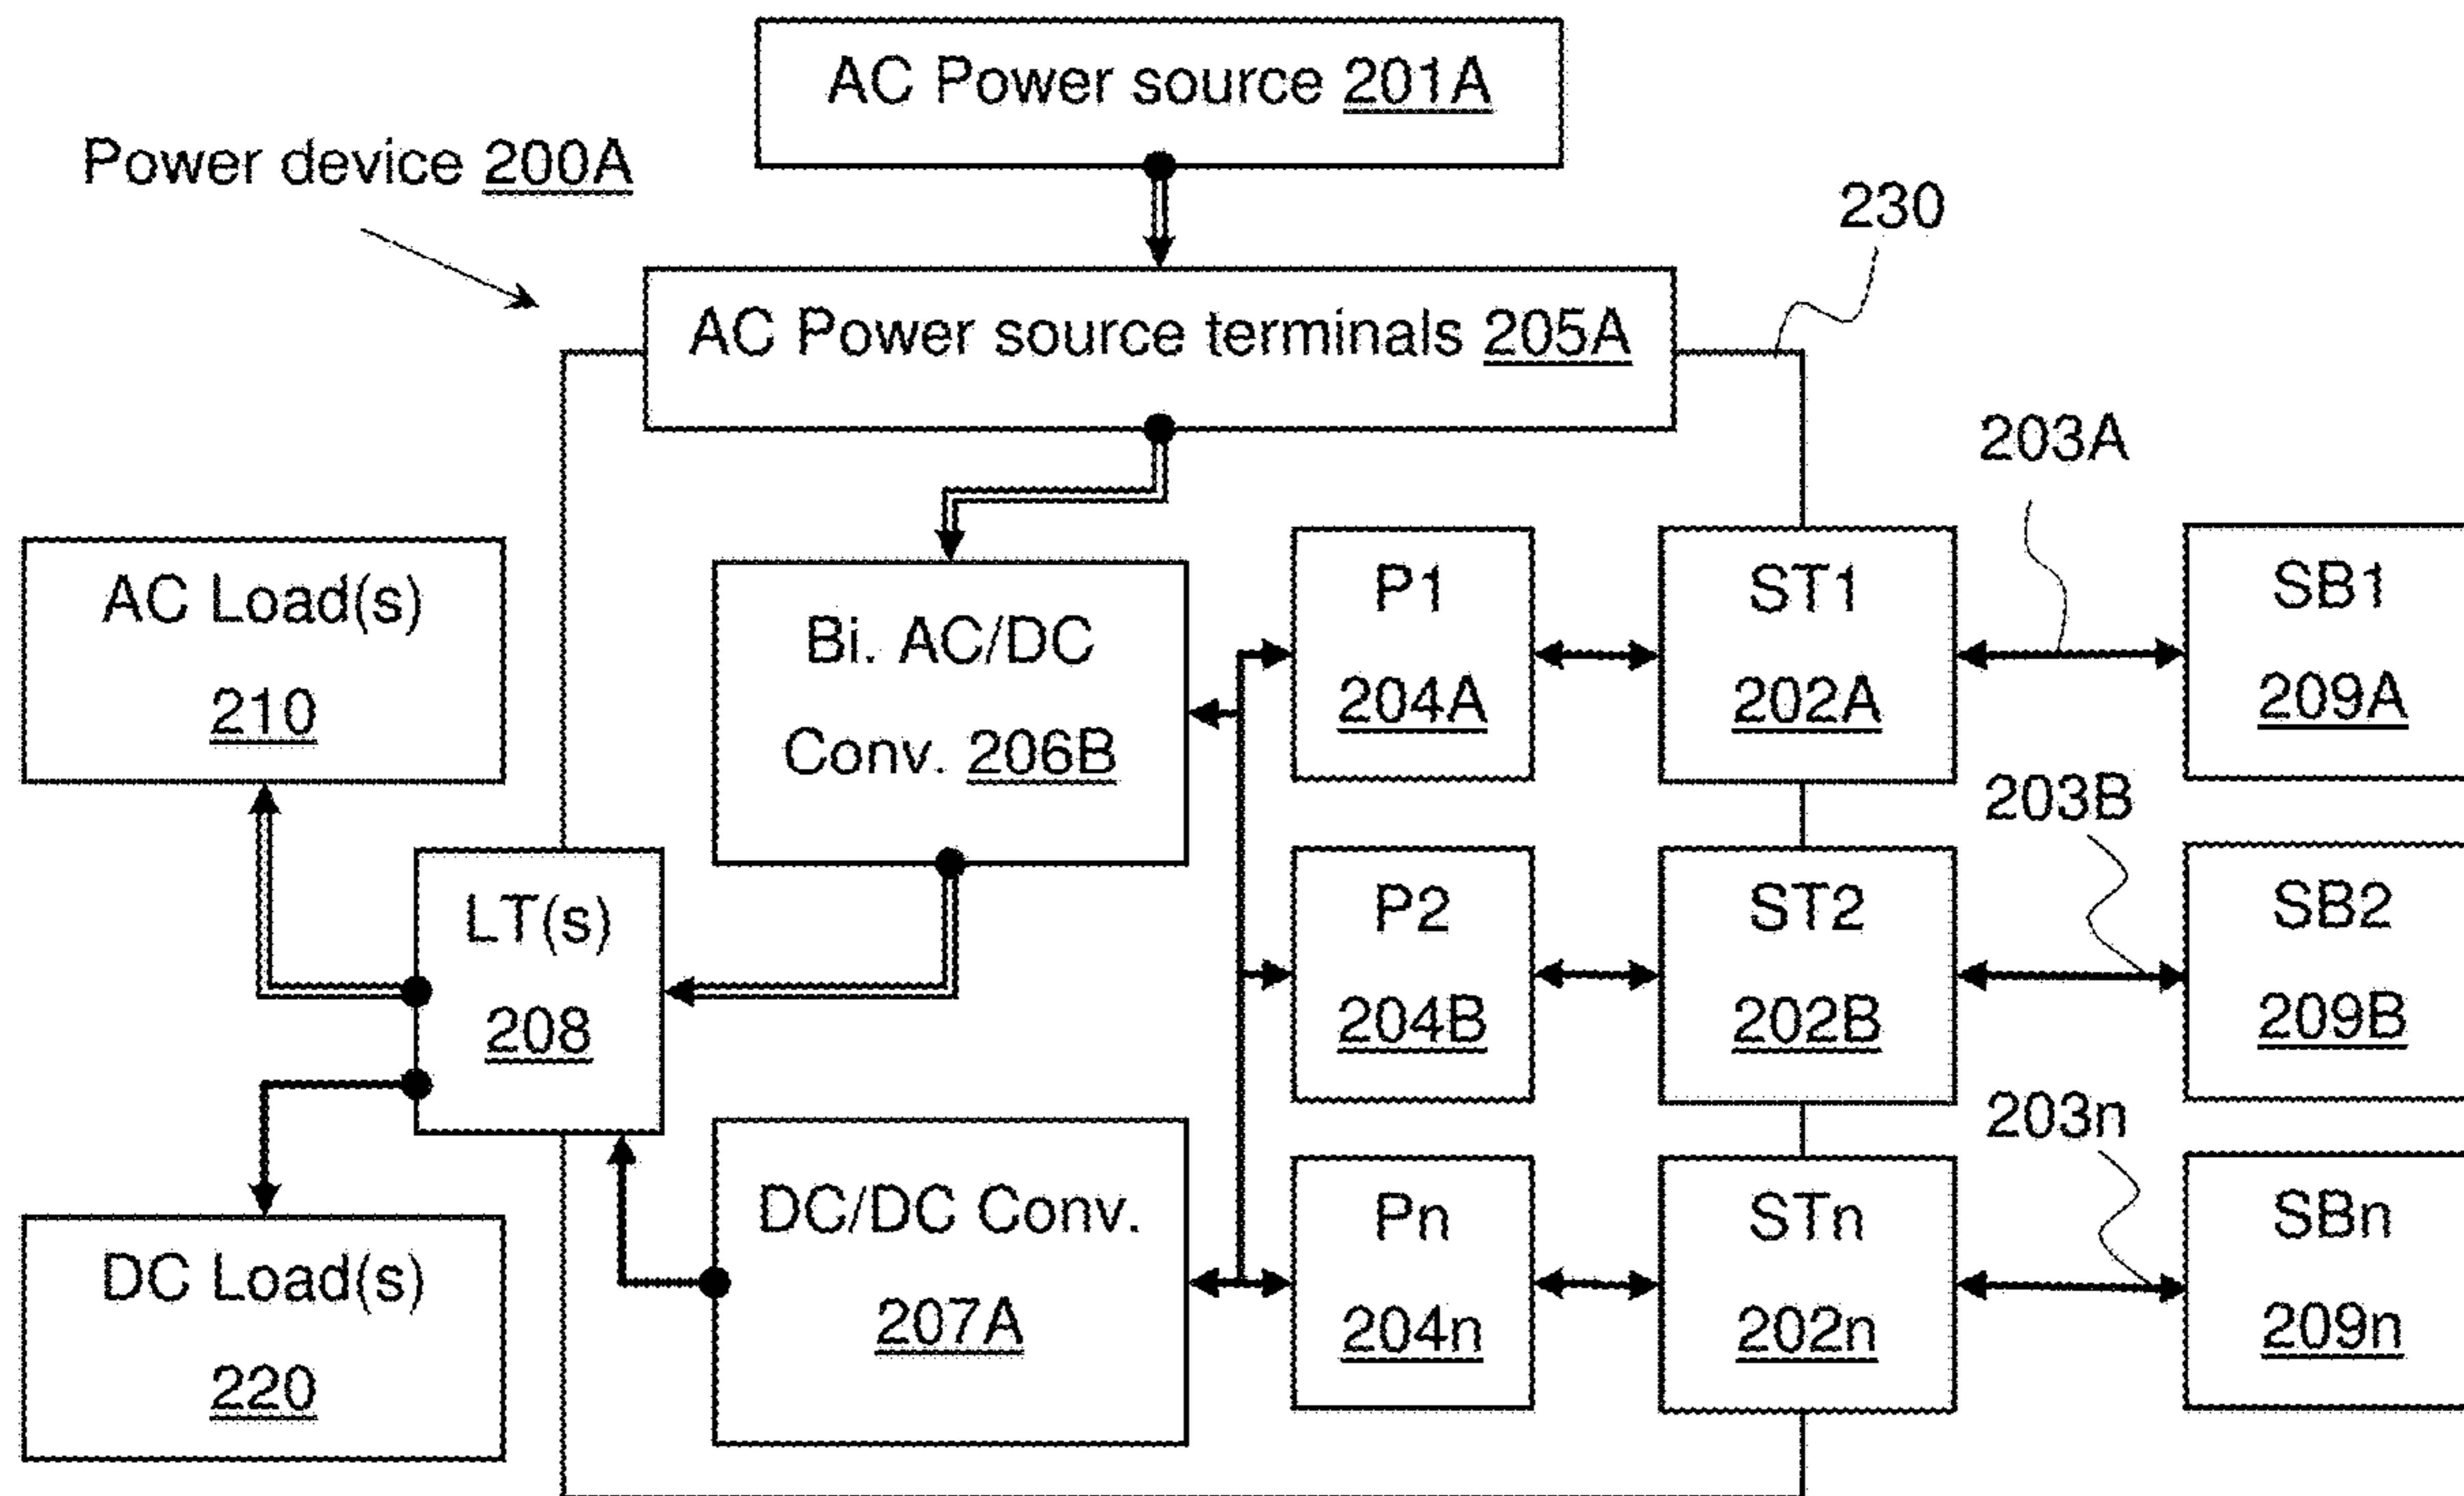 AC Power source 201A
Power device 200A
230
AC Power source terminals 205A
203A
AC Load(s)
210
Bi. AC/DC
Conv. 206B
P1
204A
ST1
202A
SB1
209A
203B
LT(s)
208
P2
204B
ST2
202B
SB2
209B
203n
DC Load(s)
220
DC/DC Conv.
207A
Pn
204n
STn
202n
SBn
209n